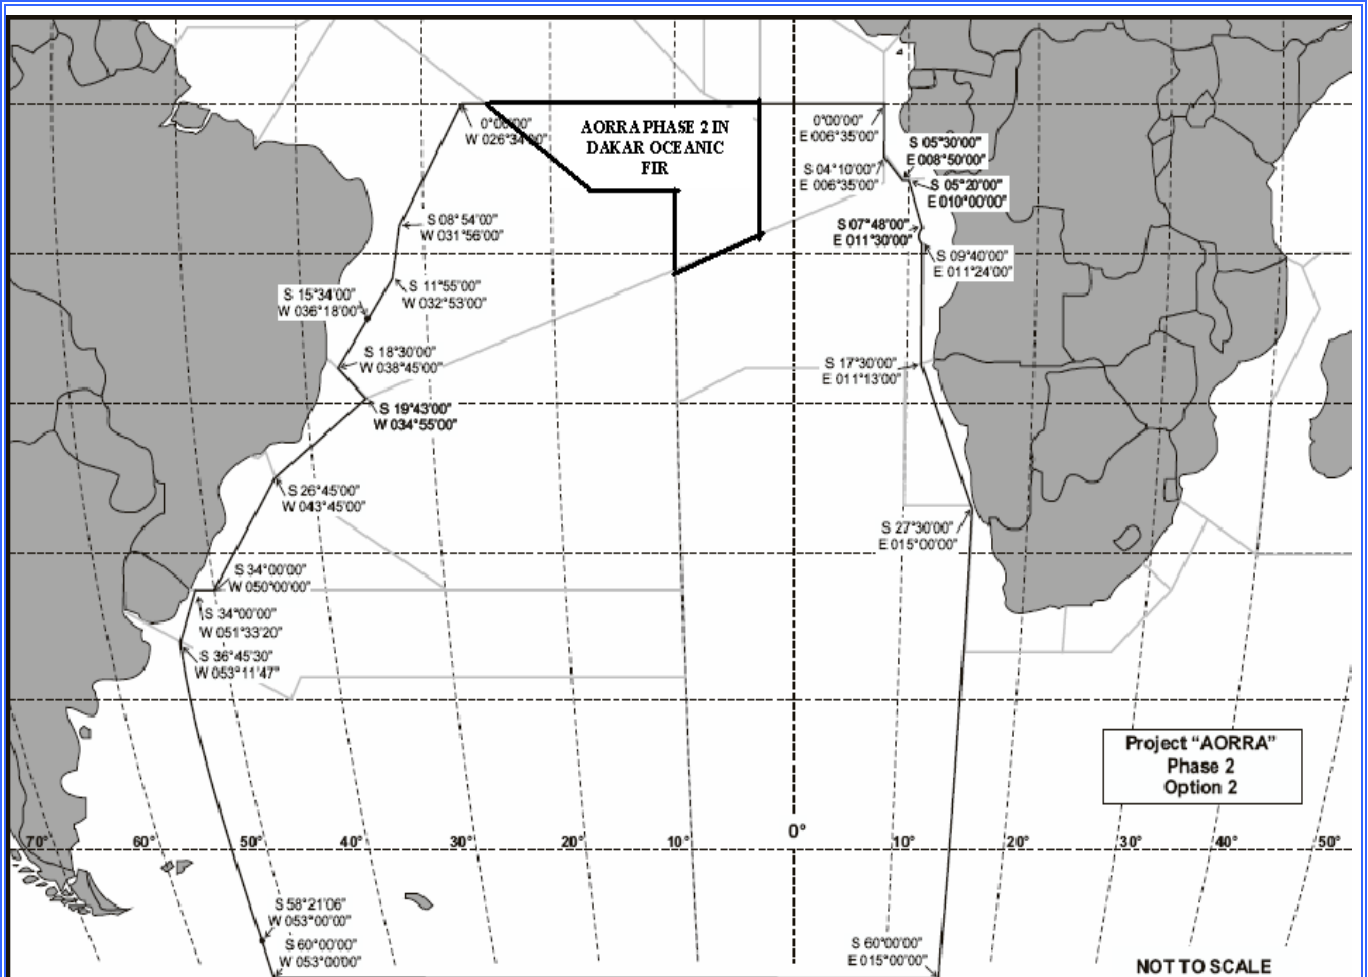 0°00'00"
W 026°34'00"
AORRA PHASE 2 IN
DAKAR OCEANIC
FIR
0°00'00"
E 006°35'00"
S 04°10'00"
E 006°35'00"
S 05°30'00"
E 008°50'00"
S 05°20'00"
E 010°00'00"
S 08°54'00"
W 031°56'00"
S 07°48'00"
E 011°30'00"
S 09°40'00"
E 011°24'00"
S 11°55'00"
W 032°53'00"
S 15°34'00"
W 036°18'00"
S 18°30'00"
W 038°45'00"
S 17°30'00"
E 011°13'00"
S 19°43'00"
W 034°55'00"
S 26°45'00"
W 043°45'00"
S 27°30'00"
E 015°00'00"
S 34°00'00"
W 050°00'00"
S 34°00'00"
W 051°33'20"
S 36°45'30"
W 053°11'47"
Project “AORRA”
Phase 2
Option 2
70° 60° 50° 40° 30° 20° 10° 0° 10° 20° 30° 40° 50°
S 58°21'06"
W 053°00'00"
S 60°00'00"
W 053°00'00"
S 60°00'00"
E 015°00'00"
NOT TO SCALE